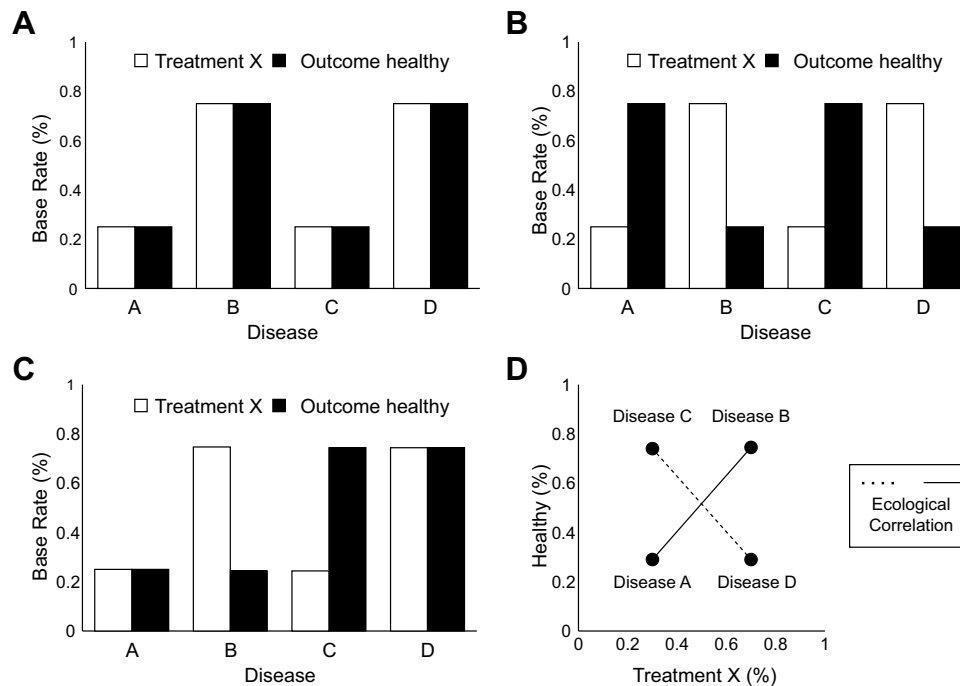 A
Base Rate (%)
1
0.8
0.6
0.4
0.2
0
Treatment X
Outcome healthy
A B C D
Disease
B
Base Rate (%)
1
0.8
0.6
0.4
0.2
0
Treatment X
Outcome healthy
A B C D
Disease
C
Base Rate (%)
1
0.8
0.6
0.4
0.2
0
Treatment X
Outcome healthy
A B C D
Disease
D
Healthy (%)
1
0.8
0.6
0.4
0.2
0
Disease C
Disease B
Disease A
Disease D
0 0.2 0.4 0.6 0.8 1
Treatment X (%)
Ecological
Correlation